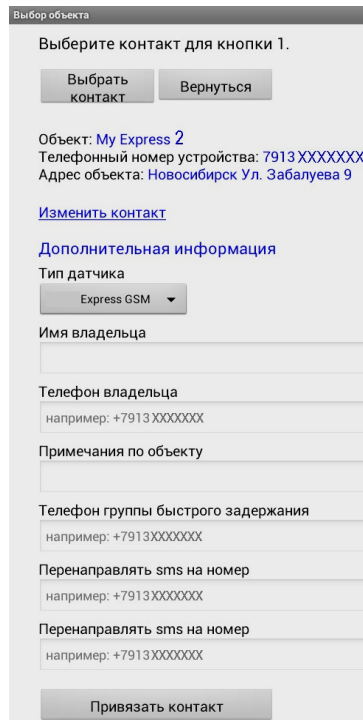 Выбор объекта
Выберите контакт для кнопки 1.
Выбрать
контакт
Вернуться
Объект: My Express 2
Телефонный номер устройства: 7913XXXXXXX
Адрес объекта: Новосибирск Ул. Забалуева 9
Изменить контакт
Дополнительная информация
Тип датчика
Express GSM
Имя владельца
Телефон владельца
например: +7913XXXXXXX
Примечания по объекту
Телефон группы быстрого задержания
например: +7913XXXXXXX
Перенаправлять sms на номер
например: +7913XXXXXXX
Перенаправлять sms на номер
например: +7913XXXXXXX
Привязать контакт